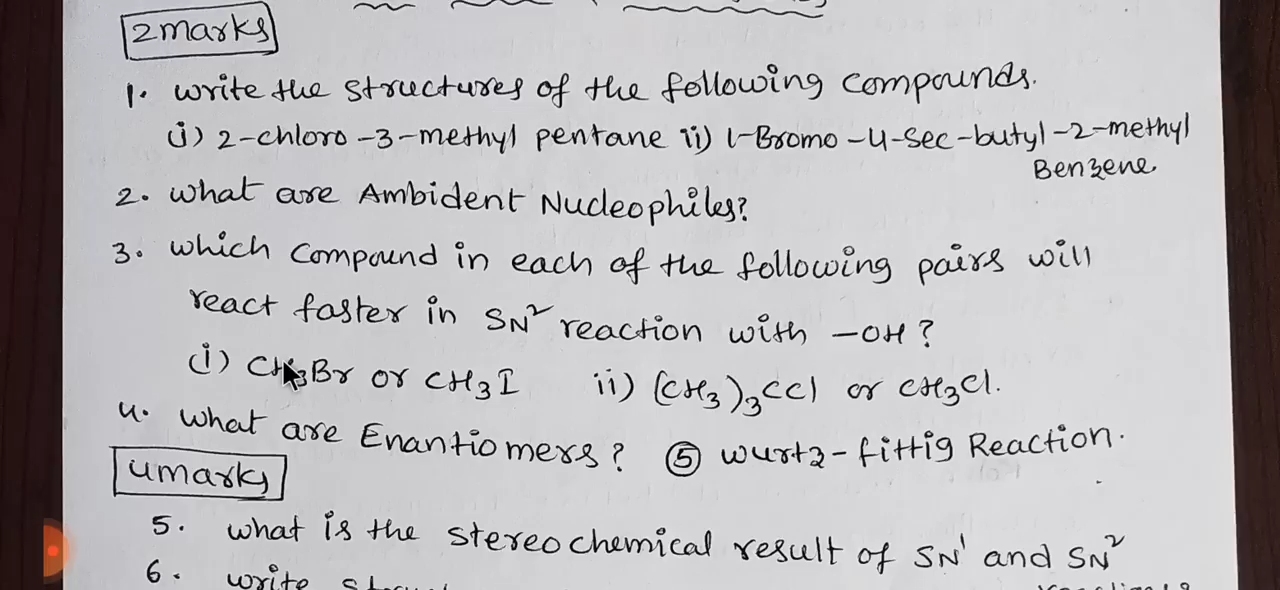 2marks
1. write the structures of the following compounds.
i) 2-chloro-3-methyl pentane ii) 1-Bromo-4-sec-butyl-2-methyl
Benzene.
2. what are Ambident Nucleophiles?
3. which compound in each of the following pairs will
react faster in SN² reaction with -OH?
(i) CH3Br or CH3I ii) (CH3)3CCl or CH3Cl.
4. what are Enantiomers? ⑤ wurtz-fittig Reaction.
4marks
5. what is the stereochemical result of SN¹ and SN²
6. write